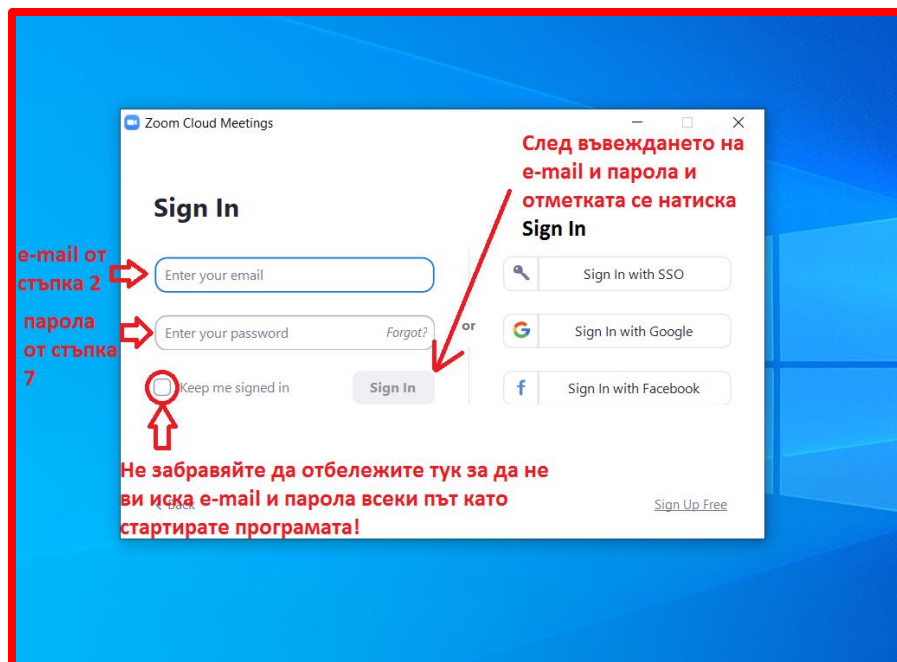 Zoom Cloud Meetings
След въвеждането на
e-mail и парола и
отметката се натиска
Sign In
Sign In
e-mail от
стъпка 2
Enter your email
Sign In with SSO
парола
от стъпка
7
Enter your password
Forgot?
or
G
Sign In with Google
Keep me signed in
Sign In
f
Sign In with Facebook
Не забравяйте да отбележите тук за да не
ви иска e-mail и парола всеки път като
стартирате програмата!
< Back
Sign Up Free